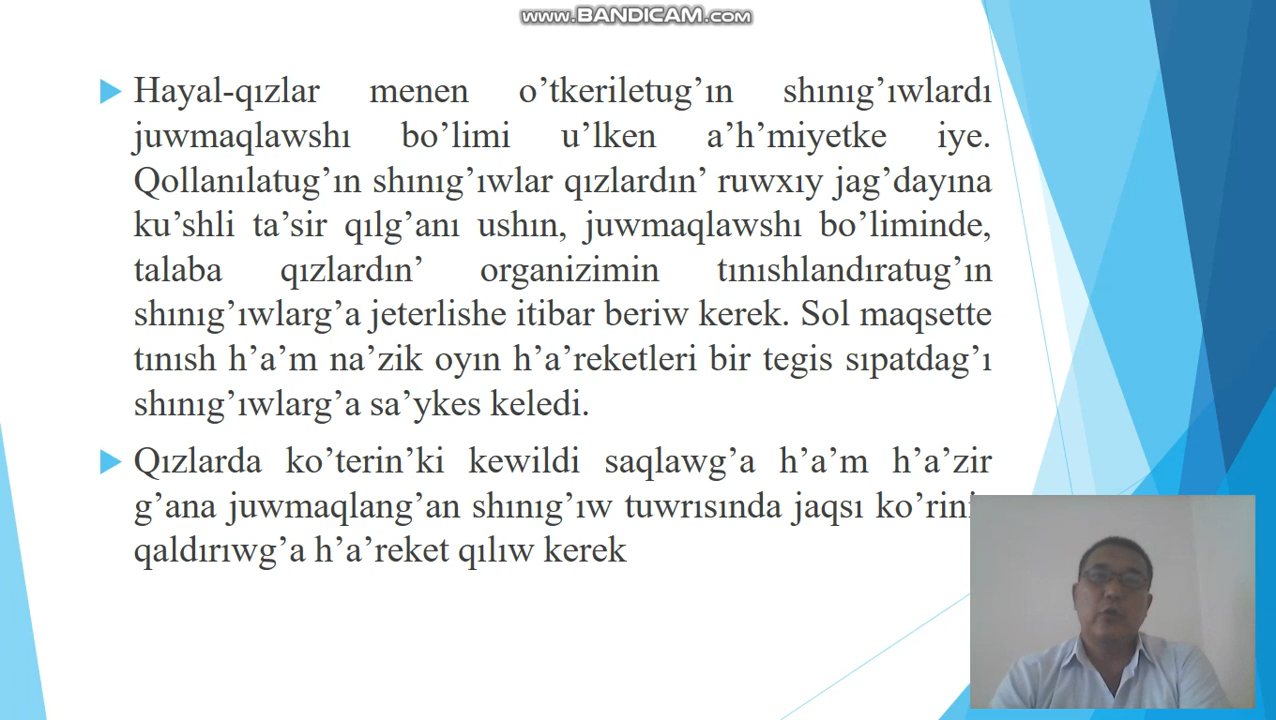 www.BANDICAM.com
Hayal-qızlar menen o’tkeriletug’ın shınıg’ıwlardı
juwmaqlawshı bo’limi u’lken a’h’miyetke iye.
Qollanılatug’ın shınıg’ıwlar qızlardın’ ruwxıy jag’dayına
ku’shli ta’sir qılg’anı ushın, juwmaqlawshı bo’liminde,
talaba qızlardın’ organizimin tınıshlandıratug’ın
shınıg’ıwlarg’a jeterlishe itibar beriw kerek. Sol maqsette
tınısh h’a’m na’zik oyın h’a’reketleri bir tegis sıpatdag’ı
shınıg’ıwlarg’a sa’ykes keledi.
Qızlarda ko’terin’ki kewildi saqlawg’a h’a’m h’a’zir
g’ana juwmaqlang’an shınıg’ıw tuwrısında jaqsı
qaldırıwg’a h’a’reket qılıw kerek